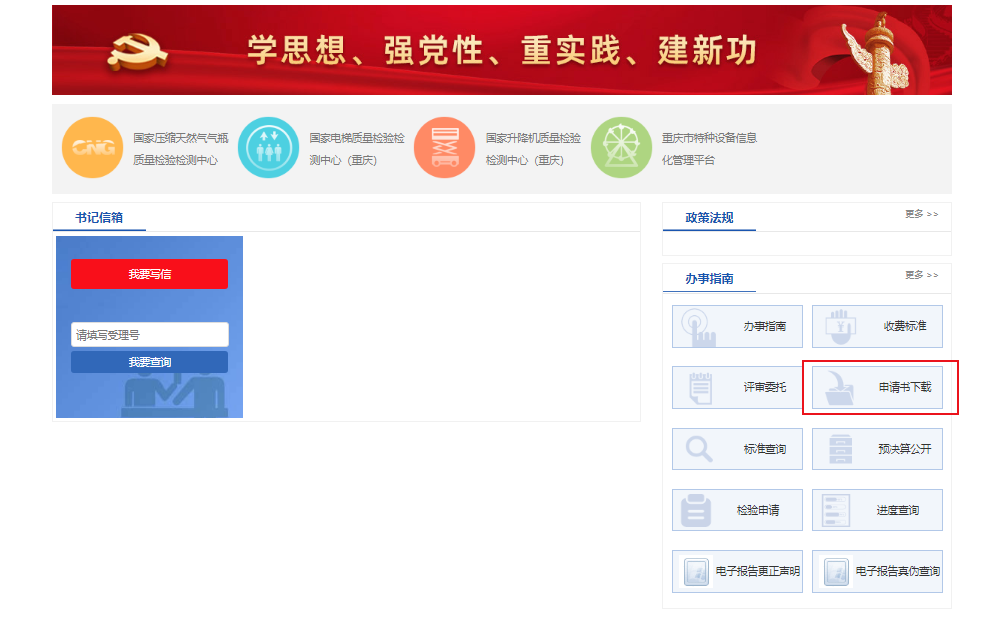 学思想、强党性、重实践、建新功
CNG
国家压缩天然气气瓶
质量检验检测中心
国家电梯质量检验检
测中心（重庆）
国家升降机质量检验
检测中心（重庆）
重庆市特种设备信息
化管理平台
书记信箱
我要写信
请填写受理号
我要查询
政策法规
更多 >>
办事指南
更多 >>
办事指南
收费标准
评审委托
申请书下载
标准查询
预决算公开
检验申请
进度查询
电子报告更正声明
电子报告真伪查询